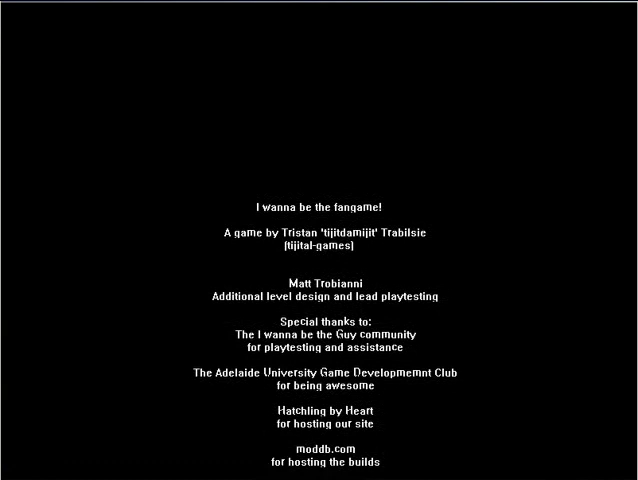 I wanna be the fangame!
A game by Tristan 'tijitdamijit' Trabilsie
(tijital-games)
Matt Trobianni
Additional level design and lead playtesting
Special thanks to:
The I wanna be the Guy community
for playtesting and assistance
The Adelaide University Game Developmemnt Club
for being awesome
Hatchling by Heart
for hosting our site
moddb.com
for hosting the builds